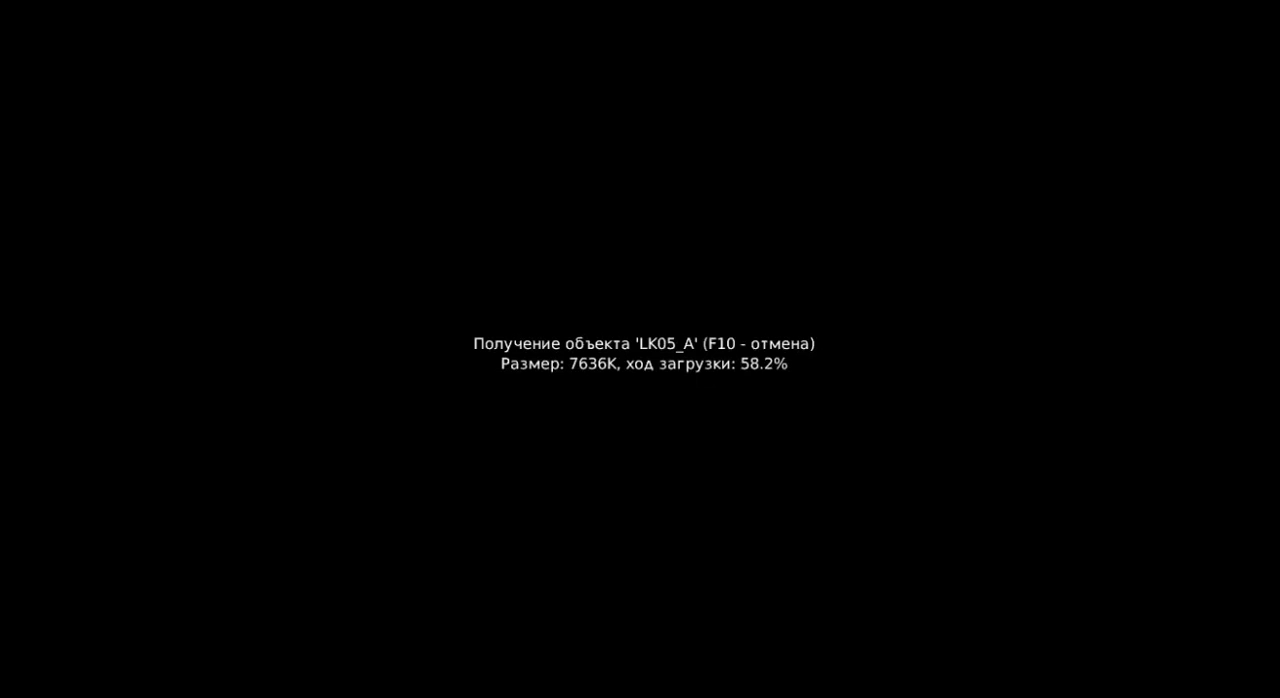 Получение объекта 'LK05_A' (F10 - отмена)
Размер: 7636K, ход загрузки: 58.2%